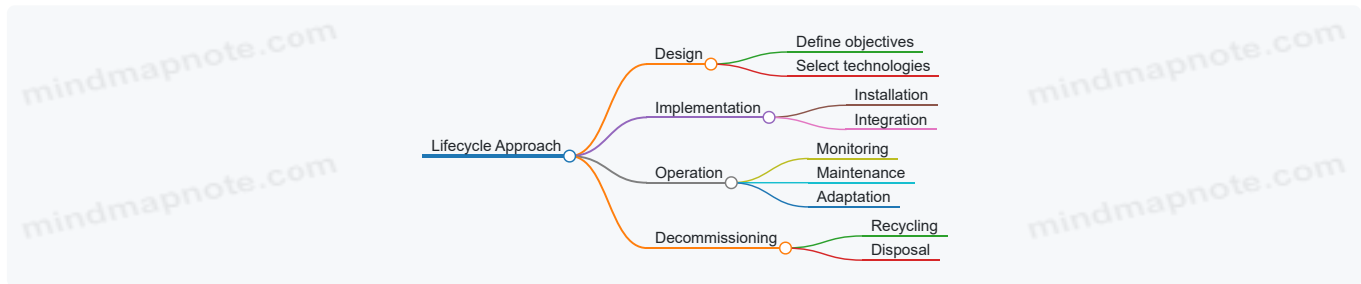 mindmapnote.com
mindmapnote.com
Lifecycle Approach
Design
Define objectives
Select technologies
Implementation
Installation
Integration
Operation
Monitoring
Maintenance
Adaptation
Decommissioning
Recycling
Disposal
mindmapnote.com
mindmapnote.com